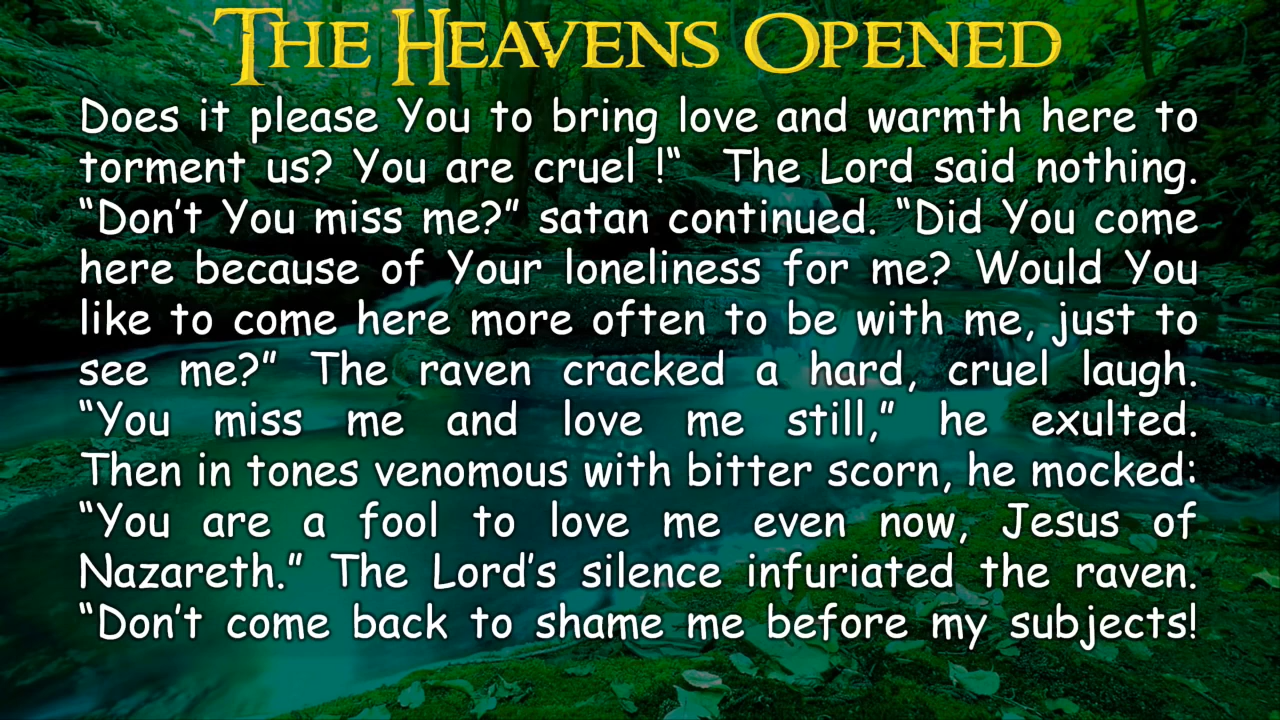 THE HEAVENS OPENED
Does it please You to bring love and warmth here to
torment us? You are cruel !“ The Lord said nothing.
“Don’t You miss me?” satan continued. “Did You come
here because of Your loneliness for me? Would You
like to come here more often to be with me, just to
see me?” The raven cracked a hard, cruel laugh.
“You miss me and love me still,” he exulted.
Then in tones venomous with bitter scorn, he mocked:
“You are a fool to love me even now, Jesus of
Nazareth.” The Lord’s silence infuriated the raven.
“Don’t come back to shame me before my subjects!